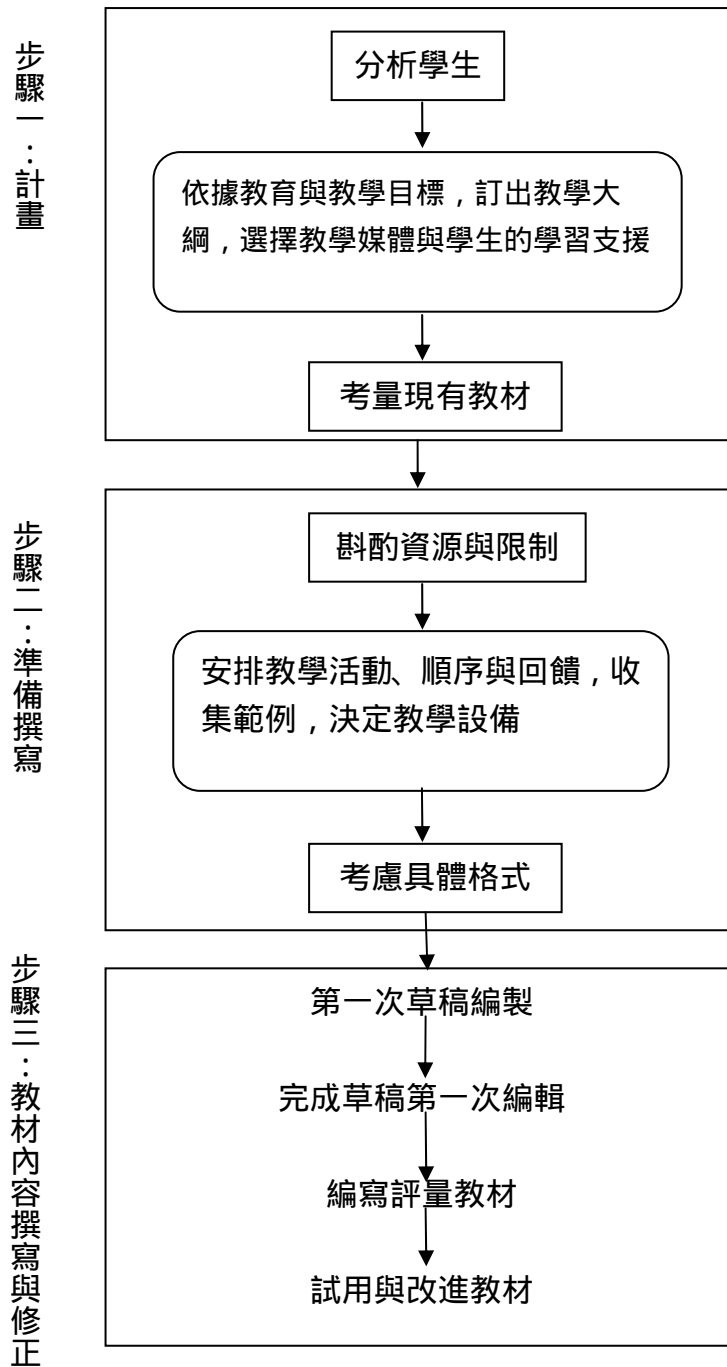 步驟一：計畫
分析學生
依據教育與教學目標，訂出教學大
綱，選擇教學媒體與學生的學習支援
考量現有教材
步驟二：準備撰寫
斟酌資源與限制
安排教學活動、順序與回饋，收
集範例，決定教學設備
考慮具體格式
步驟三：教材內容撰寫與修正
第一次草稿編製
完成草稿第一次編輯
編寫評量教材
試用與改進教材